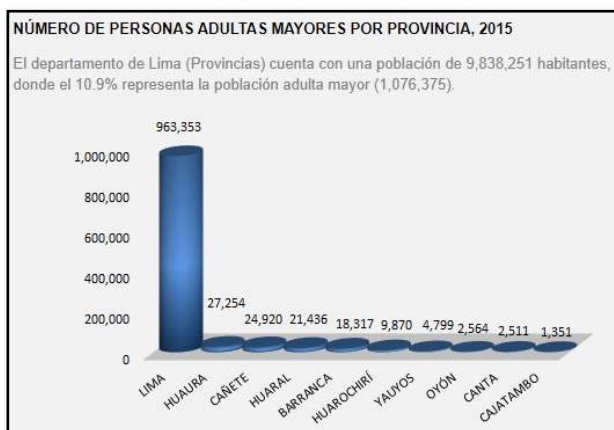 NÚMERO DE PERSONAS ADULTAS MAYORES POR PROVINCIA, 2015
El departamento de Lima (Provincias) cuenta con una población de 9,838,251 habitantes,
donde el 10.9% representa la población adulta mayor (1,076,375).
963,353
1,000,000
800,000
600,000
400,000
200,000
0
27,254
24,920
21,436
18,317
9,870
4,799
2,564
2,511
1,351
LIMA
HUAURA
CAÑETE
HUARAL
BARRANCA
HUAROCHIRÍ
YAUYOS
OYÓN
CANTA
CAJATAMBO